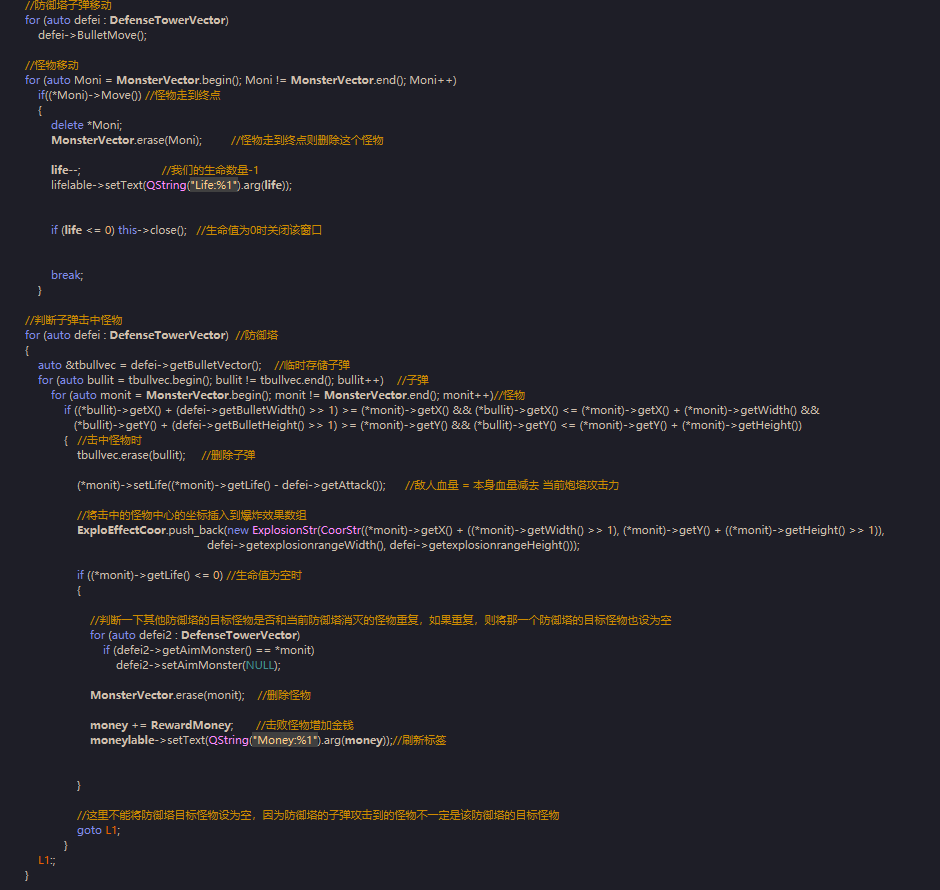 //防御塔子弹移动
for (auto defei : DefenseTowerVector)
defei->BulletMove();
//怪物移动
for (auto Moni = MonsterVector.begin(); Moni != MonsterVector.end(); Moni++)
if((*Moni)->Move()) //怪物走到终点
{
delete *Moni;
MonsterVector.erase(Moni); //怪物走到终点则删除这个怪物
life--; //我们的生命数量-1
lifelable->setText(QString("Life:%1").arg(life));
if (life <= 0) this->close(); //生命值为0时关闭该窗口
break;
}
//判断子弹击中怪物
for (auto defei : DefenseTowerVector) //防御塔
{
auto &tbullvec = defei->getBulletVector(); //临时存储子弹
for (auto bullit = tbullvec.begin(); bullit != tbullvec.end(); bullit++) //子弹
for (auto monit = MonsterVector.begin(); monit != MonsterVector.end(); monit++)//怪物
if ((*bullit)->getX() + (defei->getBulletWidth() >> 1) >= (*monit)->getX() && (*bullit)->getX() <= (*monit)->getX() + (*monit)->getWidth() &&
(*bullit)->getY() + (defei->getBulletHeight() >> 1) >= (*monit)->getY() && (*bullit)->getY() <= (*monit)->getY() + (*monit)->getHeight())
{ //击中怪物时
tbullvec.erase(bullit); //删除子弹
(*monit)->setLife((*monit)->getLife() - defei->getAttack()); //敌人血量 = 本身血量减去 当前炮塔攻击力
//将击中的怪物中心的坐标插入到爆炸效果数组
ExploEffectCoor.push_back(new ExplosionStr(CoorStr((*monit)->getX() + ((*monit)->getWidth() >> 1), (*monit)->getY() + ((*monit)->getHeight() >> 1)),
defei->getexplosionrangeWidth(), defei->getexplosionrangeHeight()));
if ((*monit)->getLife() <= 0) //生命值为空时
{
//判断一下其他防御塔的目标怪物是否和当前防御塔消灭的怪物重复，如果重复，则将那一个防御塔的目标怪物也设为空
for (auto defei2 : DefenseTowerVector)
if (defei2->getAimMonster() == *monit)
defei2->setAimMonster(NULL);
MonsterVector.erase(monit); //删除怪物
money += RewardMoney; //击败怪物增加金钱
moneylable->setText(QString("Money:%1").arg(money));//刷新标签
}
//这里不能将防御塔目标怪物设为空，因为防御塔的子弹攻击到的怪物不一定是该防御塔的目标怪物
goto L1;
}
L1:;
}